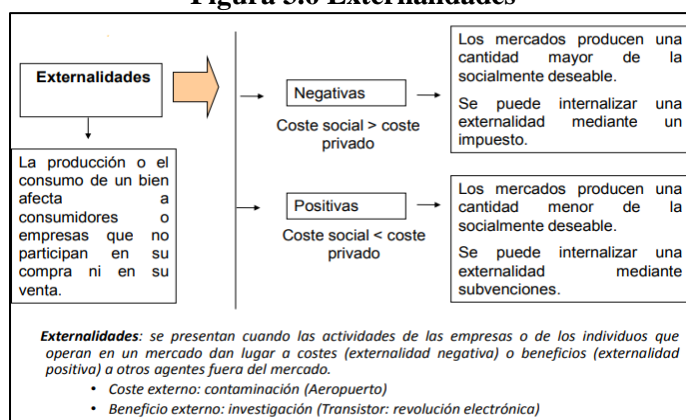 Figura 3.6 Externalidades
Externalidades
La producción o el
consumo de un bien
afecta a
consumidores o
empresas que no
participan en su
compra ni en su
venta.
Negativas
Coste social > coste
privado
Los mercados producen una
cantidad mayor de la
socialmente deseable.
Se puede internalizar una
externalidad mediante un
impuesto.
Positivas
Coste social < coste
privado
Los mercados producen una
cantidad menor de la
socialmente deseable.
Se puede internalizar una
externalidad mediante
subvenciones.
Externalidades: se presentan cuando las actividades de las empresas o de los individuos que
operan en un mercado dan lugar a costes (externalidad negativa) o beneficios (externalidad
positiva) a otros agentes fuera del mercado.
• Coste externo: contaminación (Aeropuerto)
• Beneficio externo: investigación (Transistor: revolución electrónica)